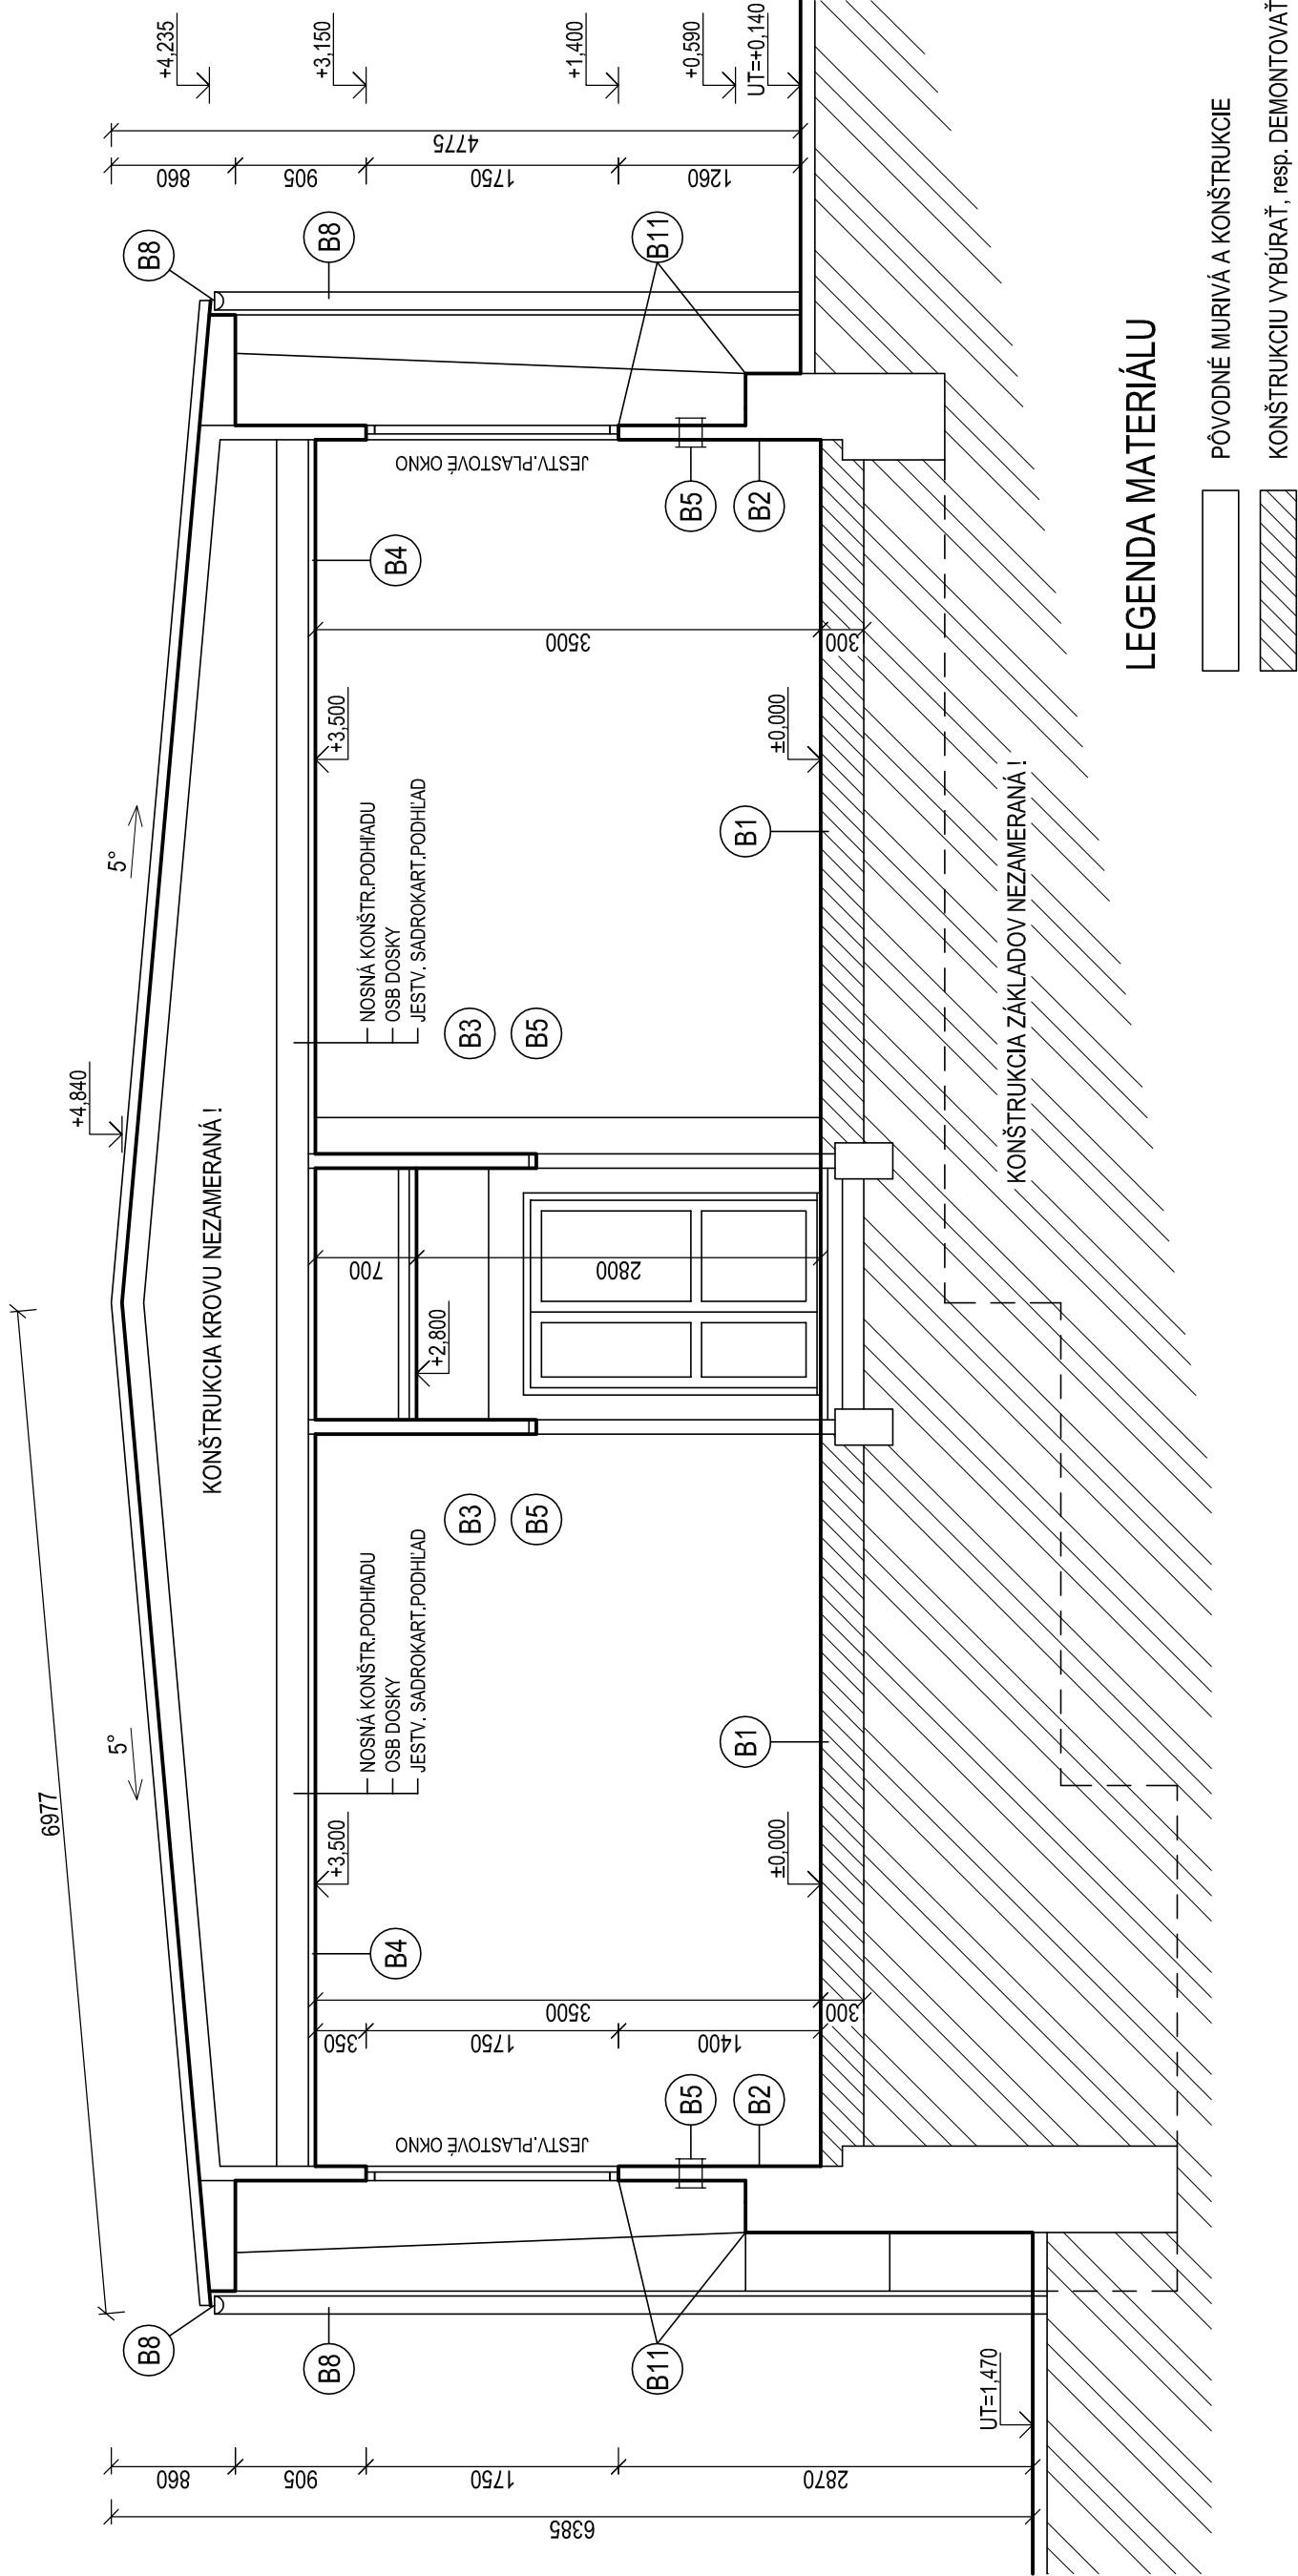 6977
5°
5°
+4,840
KONŠTRUKCIA KROVU NEZAMERANÁ !
B8
B8
B8
B8
860
905
1750
2870
6385
860
905
1750
1260
4775
+4,235
+3,150
+1,400
+0,590
UT=+0,140
UT=1,470
B11
B11
JESTV.PLASTOVÉ OKNO
JESTV.PLASTOVÉ OKNO
B5
B2
B5
B2
350
1750
1400
3500
300
B4
B4
+3,500
±0,000
NOSNÁ KONŠTR.PODHĽADU
OSB DOSKY
JESTV. SADROKART.PODHĽAD
B3
B5
B1
700
2800
+2,800
NOSNÁ KONŠTR.PODHĽADU
OSB DOSKY
JESTV. SADROKART.PODHĽAD
B3
B5
+3,500
±0,000
B1
3500
300
KONŠTRUKCIA ZÁKLADOV NEZAMERANÁ !
LEGENDA MATERIÁLU
PÔVODNÉ MURIVÁ A KONŠTRUKCIE
KONŠTRUKCIU VYBÚRAŤ, resp. DEMONTOVAŤ